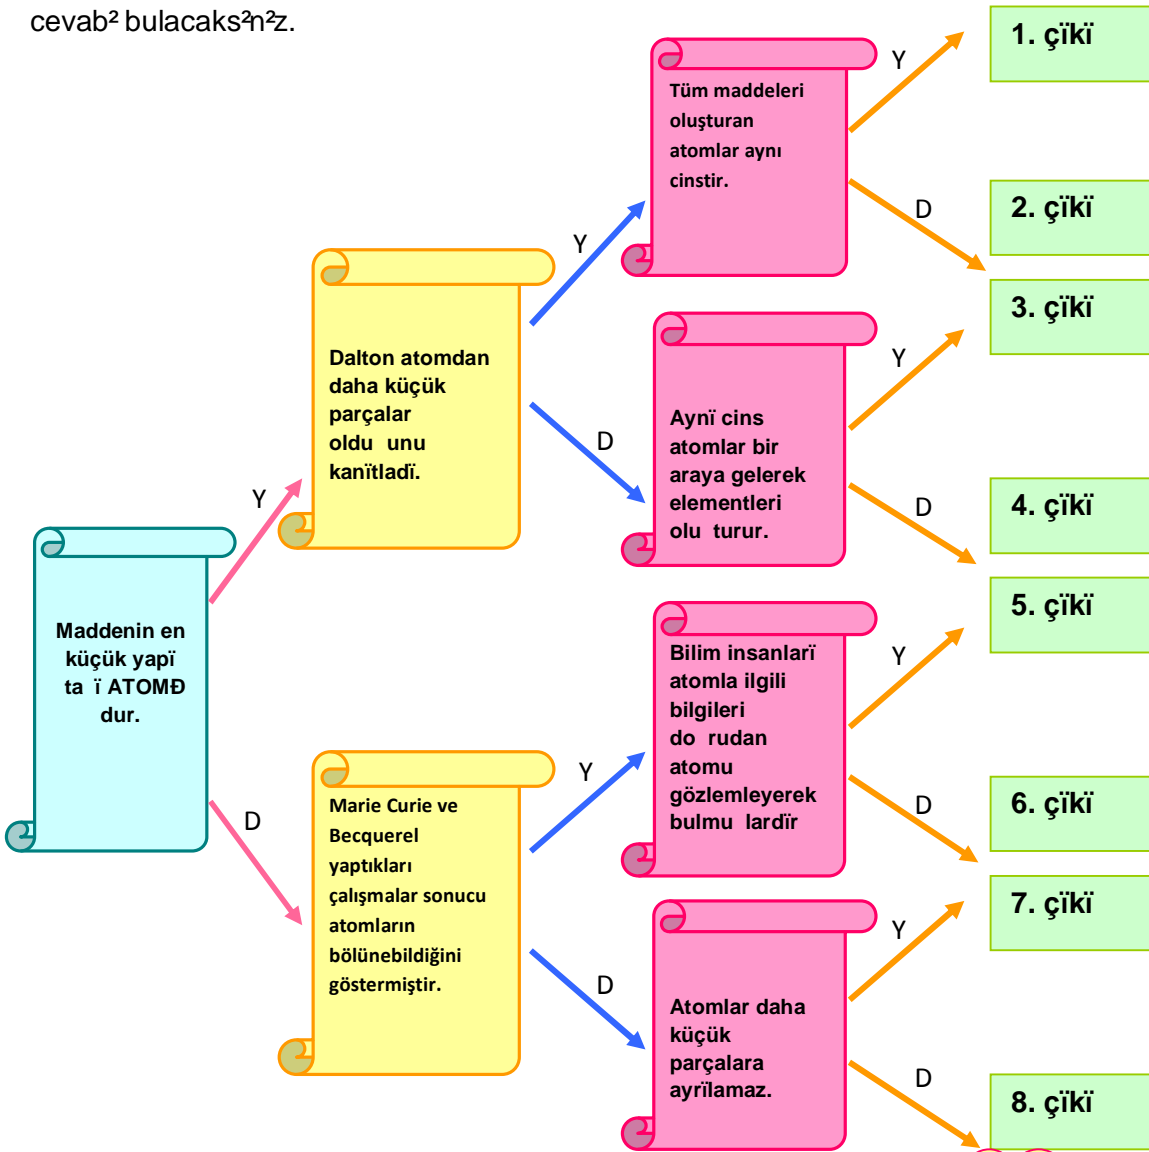 cevab² bulacaks²n²z.
Maddenin en
küçük yapï
ta ï ATOMĐ
dur.
Y
D
Dalton atomdan
daha küçük
parçalar
oldu unu
kanïtladï.
Y
D
Marie Curie ve
Becquerel
yaptıkları
çalışmalar sonucu
atomların
bölünebildiğini
göstermiştir.
Y
D
Tüm maddeleri
oluşturan
atomlar aynı
cinstir.
Y
D
Aynï cins
atomlar bir
araya gelerek
elementleri
olu turur.
Y
D
Bilim insanlarï
atomla ilgili
bilgileri
do rudan
atomu
gözlemleyerek
bulmu lardïr
Y
D
Atomlar daha
küçük
parçalara
ayrïlamaz.
Y
D
1. çïkï
2. çïkï
3. çïkï
4. çïkï
5. çïkï
6. çïkï
7. çïkï
8. çïkï